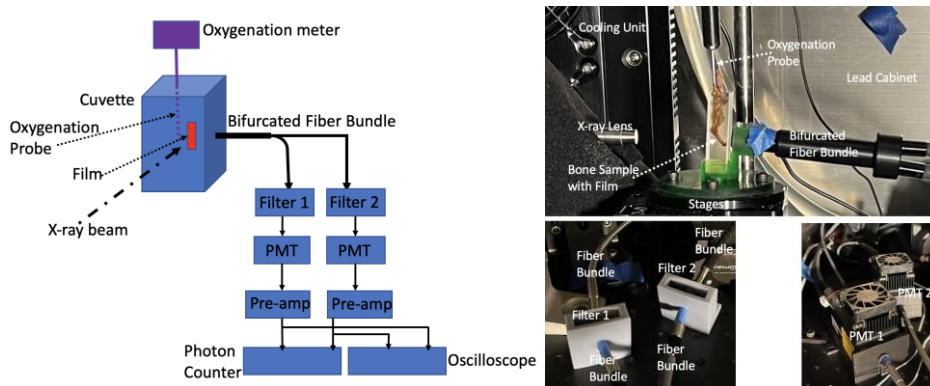 Oxygenation meter
Cuvette
Oxygenation
Probe
Film
X-ray beam
Bifurcated Fiber Bundle
Filter 1
Filter 2
PMT
PMT
Pre-amp
Pre-amp
Photon
Counter
Oscilloscope
Cooling Unit
Oxygenation
Probe
Lead Cabinet
X-ray Lens
Bifurcated
Fiber Bundle
Bone Sample
with Film
Stages
Fiber
Bundle
Fiber
Bundle
Filter 2
Filter 1
Fiber
Bundle
Fiber
Bundle
PMT 2
PMT 1